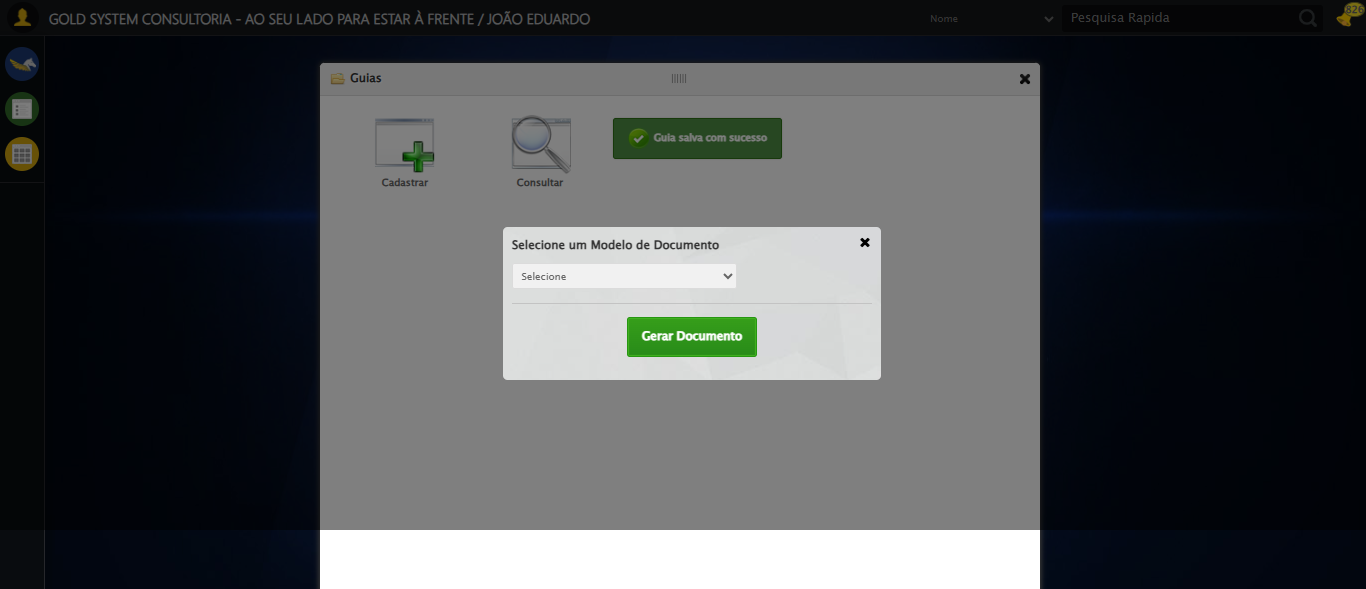 GOLD SYSTEM CONSULTORIA - AO SEU LADO PARA ESTAR À FRENTE / JOÃO EDUARDO
Nome
Pesquisa Rapida
826
Guias
Guia salva com sucesso
Cadastrar
Consultar
Selecione um Modelo de Documento
Selecione
Gerar Documento